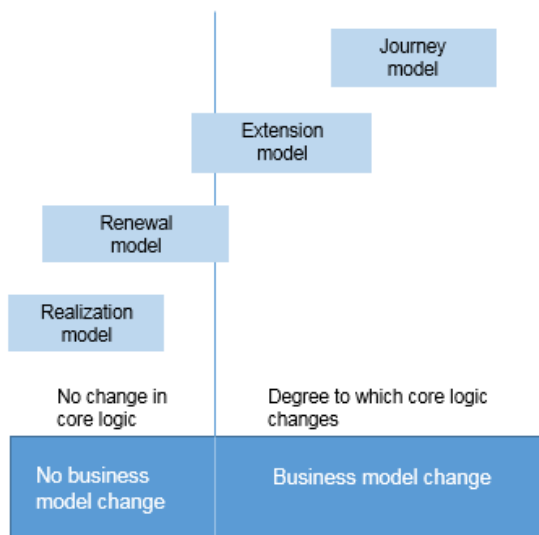 Journey
model
Extension
model
Renewal
model
Realization
model
No change in
core logic
Degree to which core logic
changes
No business
model change
Business model change